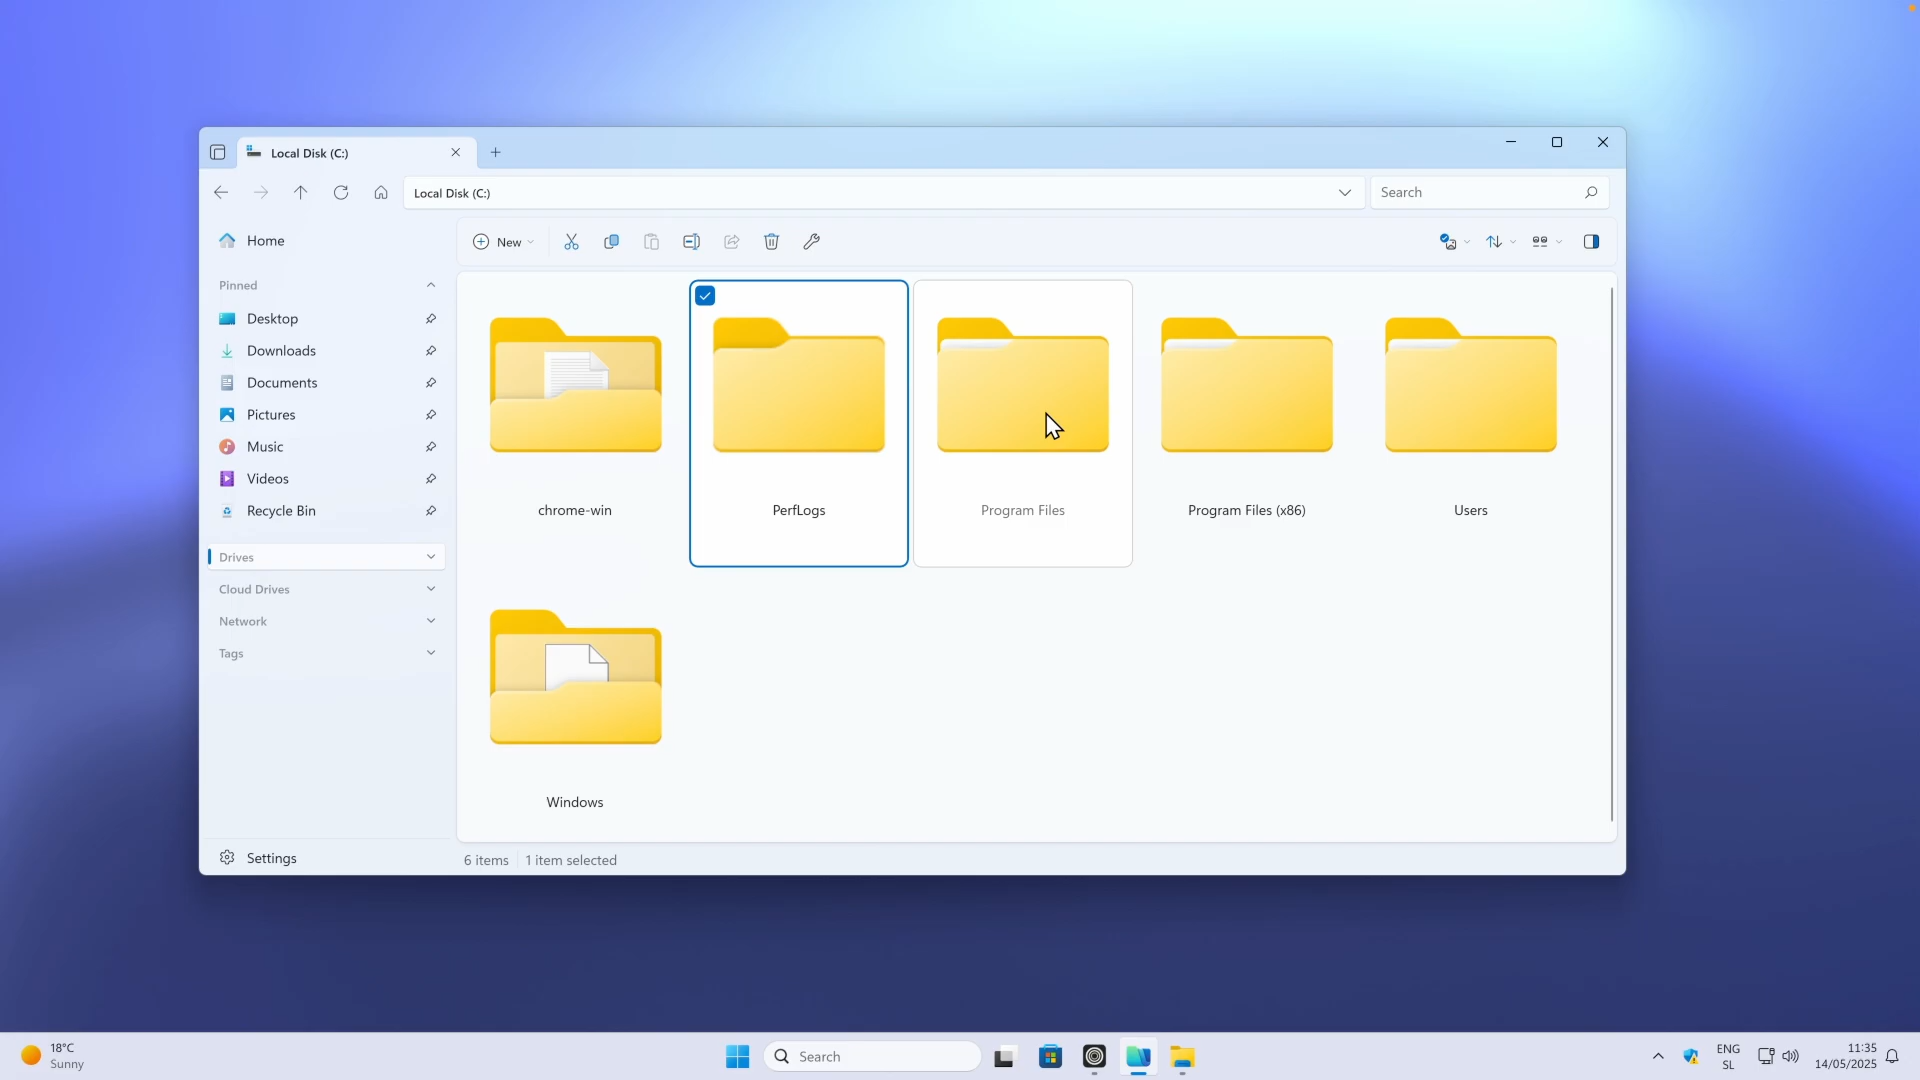 Local Disk (C:)
Local Disk (C:)
Search
Home
New
Pinned
Desktop
Downloads
Documents
Pictures
Music
Videos
Recycle Bin
Drives
Cloud Drives
Network
Tags
Settings
chrome-win
PerfLogs
Program Files
Program Files (x86)
Users
Windows
6 items
1 item selected
18°C
Sunny
Search
ENG
SL
11:35
14/05/2025